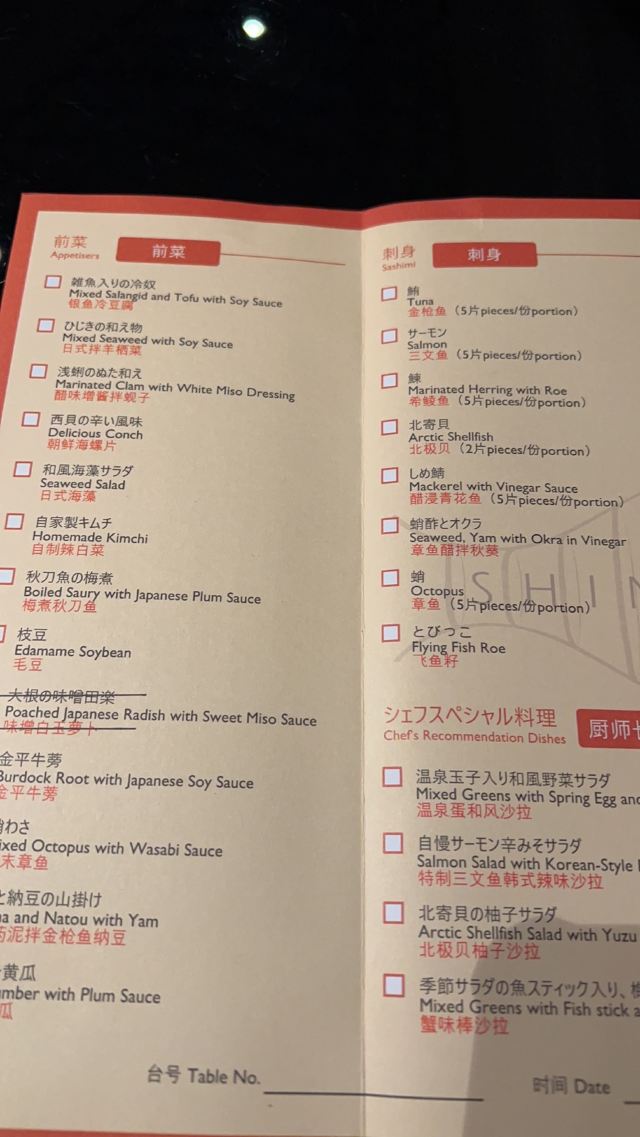 前菜
Appetisers
前菜
雑魚入りの冷奴
Mixed Salangid and Tofu with Soy Sauce
银鱼冷豆腐
ひじきの和え物
Mixed Seaweed with Soy Sauce
日式拌羊栖菜
浅蜊のぬた和え
Marinated Clam with White Miso Dressing
醋味增酱拌蚬子
西貝の辛い風味
Delicious Conch
朝鲜海螺片
和風海藻サラダ
Seaweed Salad
日式海藻
自家製キムチ
Homemade Kimchi
自制辣白菜
秋刀魚の梅煮
Boiled Saury with Japanese Plum Sauce
梅煮秋刀鱼
枝豆
Edamame Soybean
毛豆
大根の味噌田楽
Poached Japanese Radish with Sweet Miso Sauce
味增白玉萝卜
金平牛蒡
Burdock Root with Japanese Soy Sauce
金平牛蒡
わさ
ixed Octopus with Wasabi Sauce
末章鱼
と納豆の山掛け
na and Natou with Yam
药泥拌金枪鱼纳豆
黄瓜
umber with Plum Sauce
瓜
刺身
Sashimi
刺身
鮪
Tuna
金枪鱼（5片pieces/份portion）
サーモン
Salmon
三文鱼（5片pieces/份portion）
鰊
Marinated Herring with Roe
希鲮鱼（5片pieces/份portion）
北寄貝
Arctic Shellfish
北极贝（2片pieces/份portion）
しめ鯖
Mackerel with Vinegar Sauce
醋浸青花鱼（5片pieces/份portion）
蛸酢とオクラ
Seaweed, Yam with Okra in Vinegar
章鱼醋拌秋葵
蛸
Octopus
章鱼（5片pieces/份portion）
とびっこ
Flying Fish Roe
飞鱼籽
SHIN
シェフスペシャル料理
Chef's Recommendation Dishes
厨师
温泉玉子入り和風野菜サラダ
Mixed Greens with Spring Egg and
温泉蛋和风沙拉
自慢サーモン辛みそサラダ
Salmon Salad with Korean-Style
特制三文鱼韩式辣味沙拉
北寄貝の柚子サラダ
Arctic Shellfish Salad with Yuzu
北极贝柚子沙拉
季節サラダの魚スティック入り、
Mixed Greens with Fish stick a
蟹味棒沙拉
台号 Table No.
时间 Date